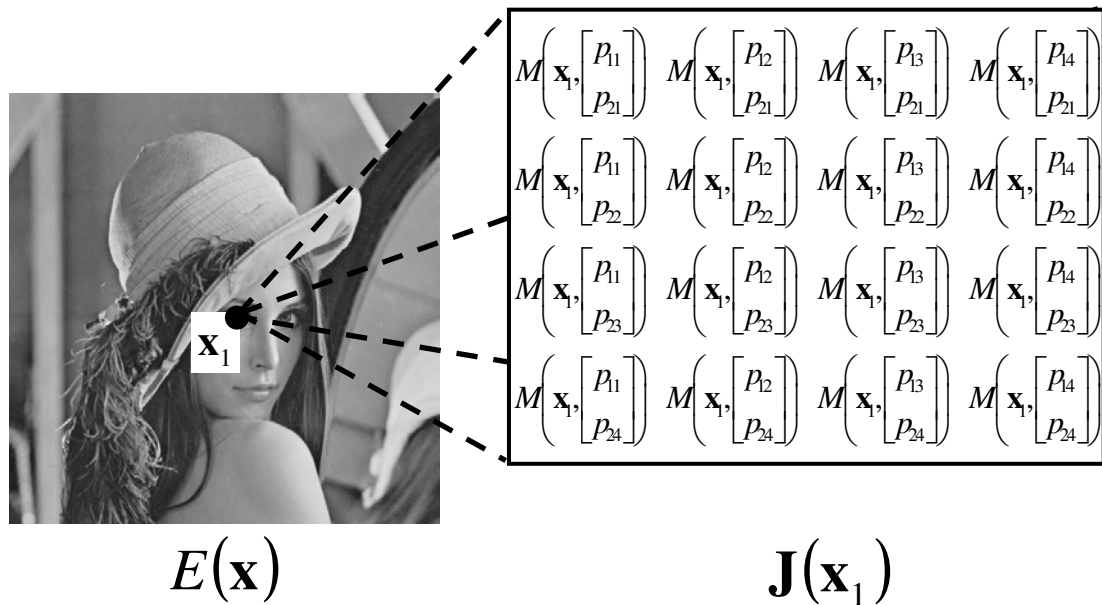 M(x₁,[p₁₁ p₂₁]) M(x₁,[p₁₂ p₂₁]) M(x₁,[p₁₃ p₂₁]) M(x₁,[p₁₄ p₂₁])
M(x₁,[p₁₁ p₂₂]) M(x₁,[p₁₂ p₂₂]) M(x₁,[p₁₃ p₂₂]) M(x₁,[p₁₄ p₂₂])
M(x₁,[p₁₁ p₂₃]) M(x₁,[p₁₂ p₂₃]) M(x₁,[p₁₃ p₂₃]) M(x₁,[p₁₄ p₂₃])
M(x₁,[p₁₁ p₂₄]) M(x₁,[p₁₂ p₂₄]) M(x₁,[p₁₃ p₂₄]) M(x₁,[p₁₄ p₂₄])
x₁
E(x)
J(x₁)